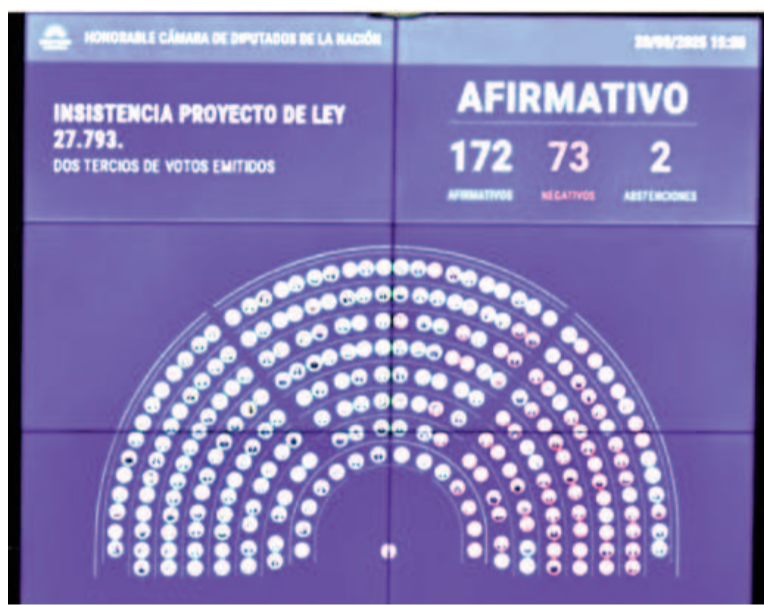 HONORABLE CÁMARA DE DIPUTADOS DE LA NACIÓN
INSISTENCIA PROYECTO DE LEY
27.793.
DOS TERCIOS DE VOTOS EMITIDOS
AFIRMATIVO
172 73 2
AFIRMATIVOS NEGATIVOS ABSTENCIONES